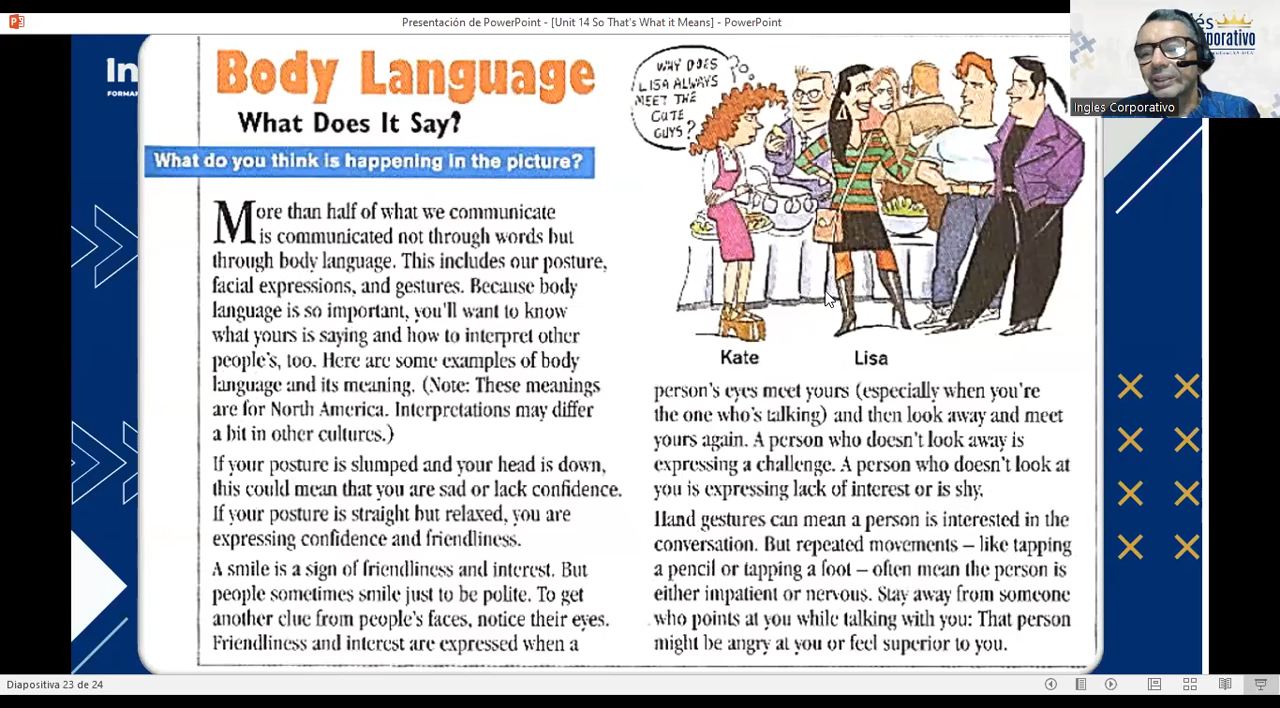 Presentación de PowerPoint - [Unit 14 So That's What it Means] - PowerPoint
Ingles Corporativo
In
FORMA
és
rporativo
Body Language
What Does It Say?
What do you think is happening in the picture?
More than half of what we communicate
is communicated not through words but
through body language. This includes our posture,
facial expressions, and gestures. Because body
language is so important, you'll want to know
what yours is saying and how to interpret other
people's, too. Here are some examples of body
language and its meaning. (Note: These meanings
are for North America. Interpretations may differ
a bit in other cultures.)
If your posture is slumped and your head is down,
this could mean that you are sad or lack confidence.
If your posture is straight but relaxed, you are
expressing confidence and friendliness.
A smile is a sign of friendliness and interest. But
people sometimes smile just to be polite. To get
another clue from people's faces, notice their eyes.
Friendliness and interest are expressed when a
WHY DOES
LISA ALWAYS
MEET THE
CUTE
GUYS?
Kate
Lisa
person's eyes meet yours (especially when you're
the one who's talking) and then look away and meet
yours again. A person who doesn't look away is
expressing a challenge. A person who doesn't look at
you is expressing lack of interest or is shy.
Hand gestures can mean a person is interested in the
conversation. But repeated movements – like tapping
a pencil or tapping a foot – often mean the person is
either impatient or nervous. Stay away from someone
who points at you while talking with you: That person
might be angry at you or feel superior to you.
Diapositiva 23 de 24